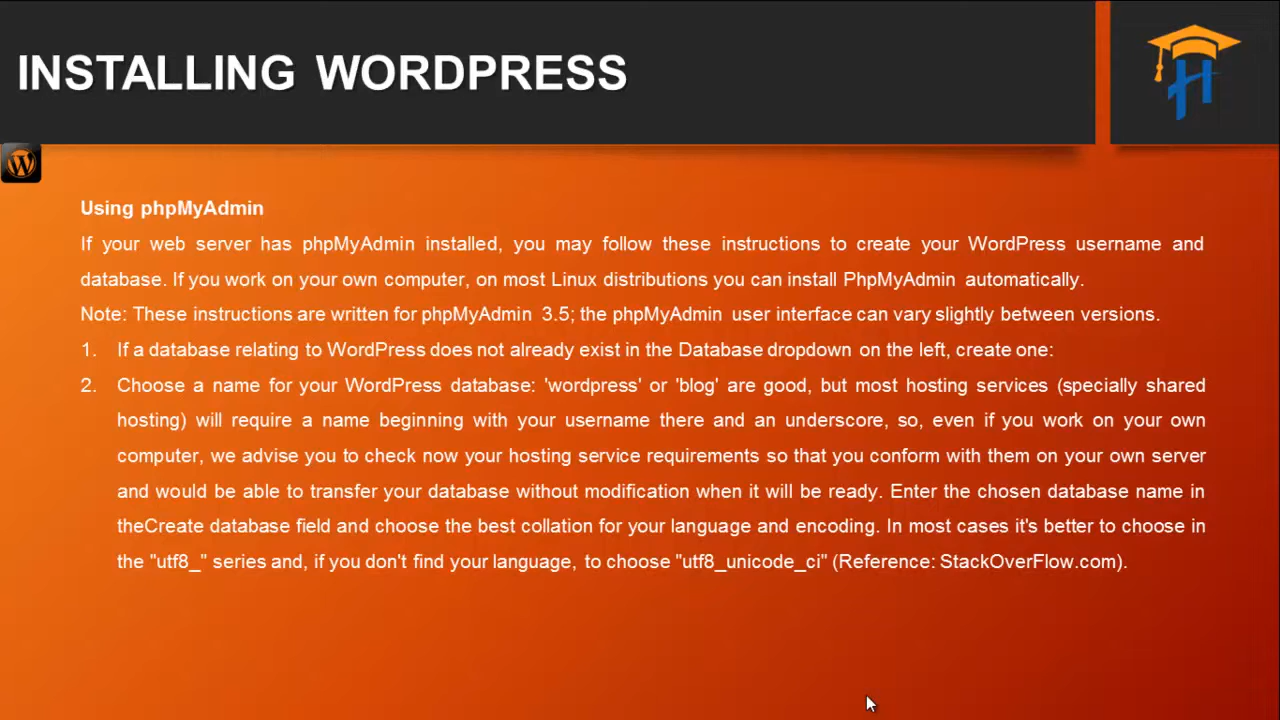 INSTALLING WORDPRESS
Using phpMyAdmin
If your web server has phpMyAdmin installed, you may follow these instructions to create your WordPress username and
database. If you work on your own computer, on most Linux distributions you can install PhpMyAdmin automatically.
Note: These instructions are written for phpMyAdmin 3.5; the phpMyAdmin user interface can vary slightly between versions.
1. If a database relating to WordPress does not already exist in the Database dropdown on the left, create one:
2. Choose a name for your WordPress database: 'wordpress' or 'blog' are good, but most hosting services (specially shared
hosting) will require a name beginning with your username there and an underscore, so, even if you work on your own
computer, we advise you to check now your hosting service requirements so that you conform with them on your own server
and would be able to transfer your database without modification when it will be ready. Enter the chosen database name in
theCreate database field and choose the best collation for your language and encoding. In most cases it's better to choose in
the "utf8_" series and, if you don't find your language, to choose "utf8_unicode_ci" (Reference: StackOverFlow.com).